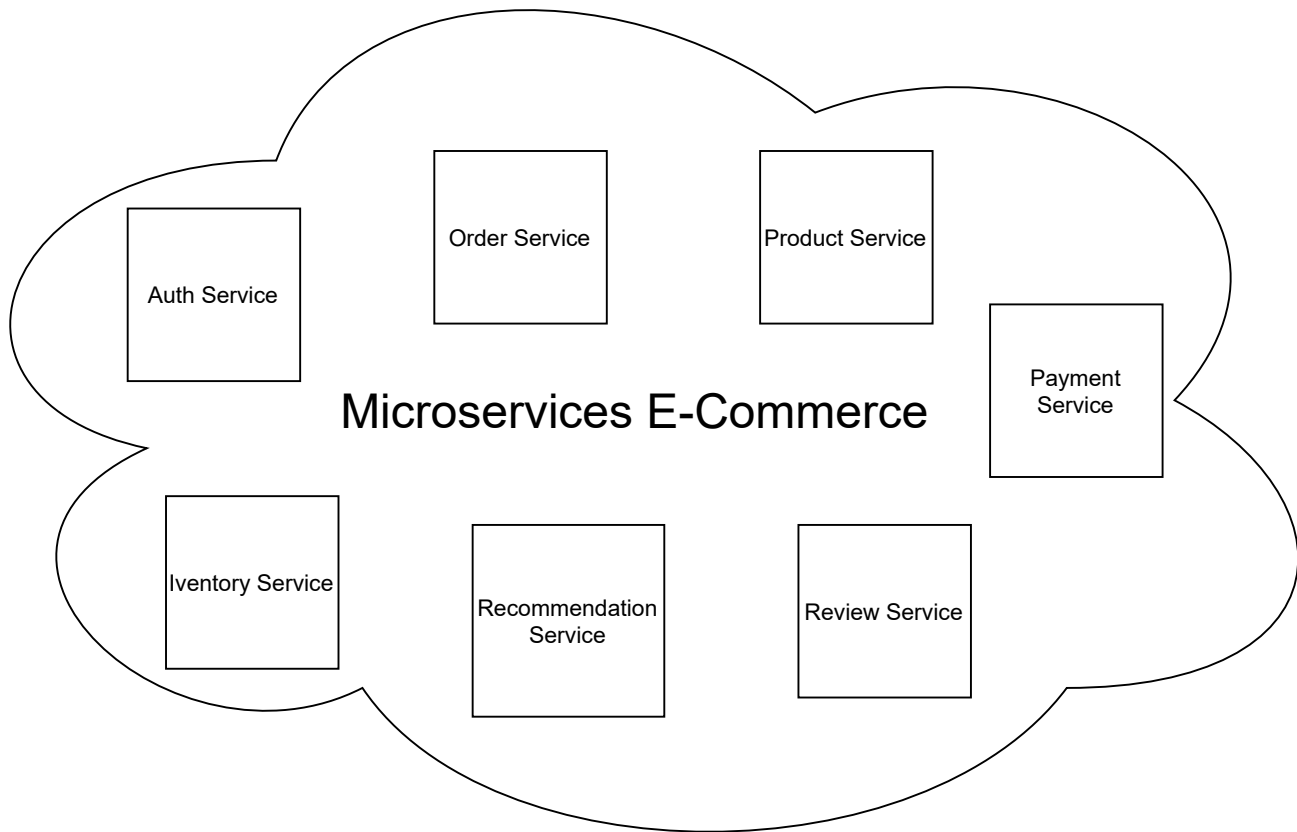 Order Service
Product Service
Auth Service
Payment
Service
Microservices E-Commerce
Iventory Service
Recommendation
Service
Review Service